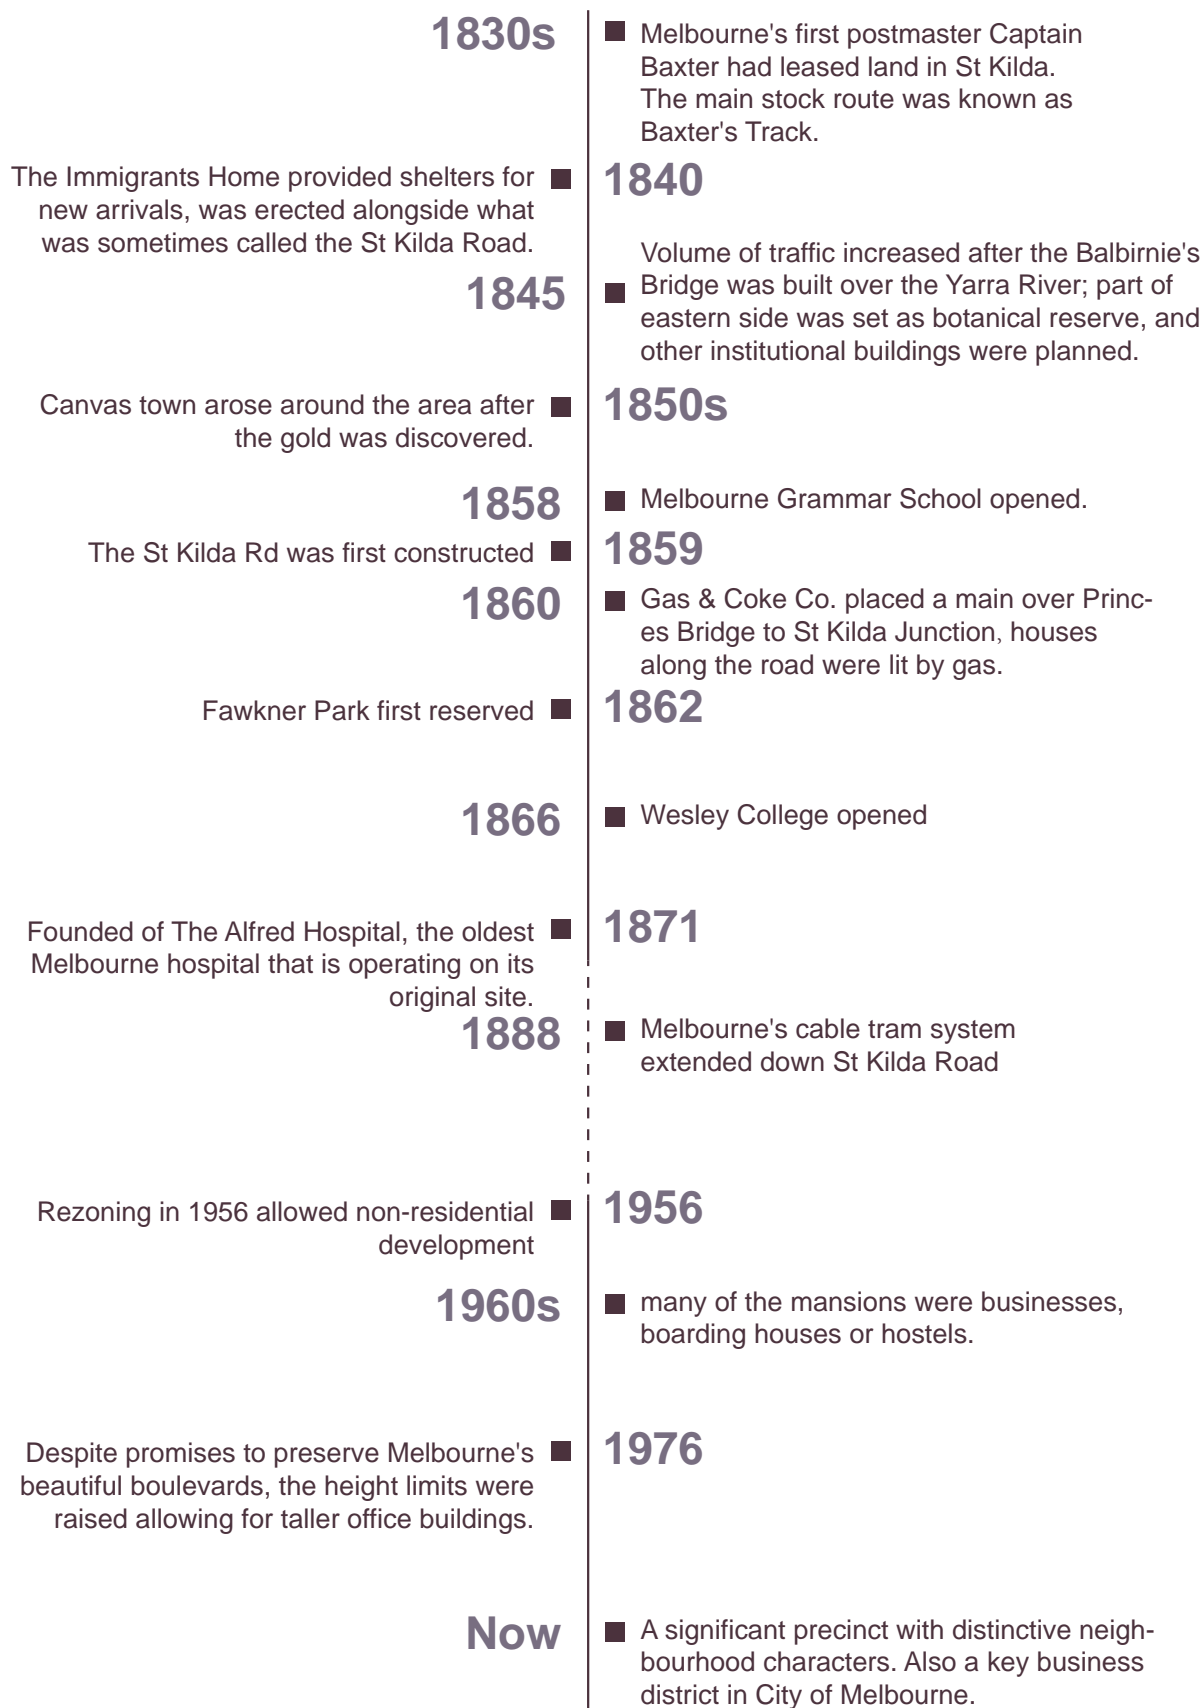 1830s
Melbourne's first postmaster Captain
Baxter had leased land in St Kilda.
The main stock route was known as
Baxter's Track.
1840
The Immigrants Home provided shelters for
new arrivals, was erected alongside what
was sometimes called the St Kilda Road.
1845
Volume of traffic increased after the Balbirnie's
Bridge was built over the Yarra River; part of
eastern side was set as botanical reserve, and
other institutional buildings were planned.
1850s
Canvas town arose around the area after
the gold was discovered.
1858
Melbourne Grammar School opened.
1859
The St Kilda Rd was first constructed
1860
Gas & Coke Co. placed a main over Princ-
es Bridge to St Kilda Junction, houses
along the road were lit by gas.
1862
Fawkner Park first reserved
1866
Wesley College opened
1871
Founded of The Alfred Hospital, the oldest
Melbourne hospital that is operating on its
original site.
1888
Melbourne's cable tram system
extended down St Kilda Road
1956
Rezoning in 1956 allowed non-residential
development
1960s
many of the mansions were businesses,
boarding houses or hostels.
1976
Despite promises to preserve Melbourne's
beautiful boulevards, the height limits were
raised allowing for taller office buildings.
Now
A significant precinct with distinctive neigh-
bourhood characters. Also a key business
district in City of Melbourne.